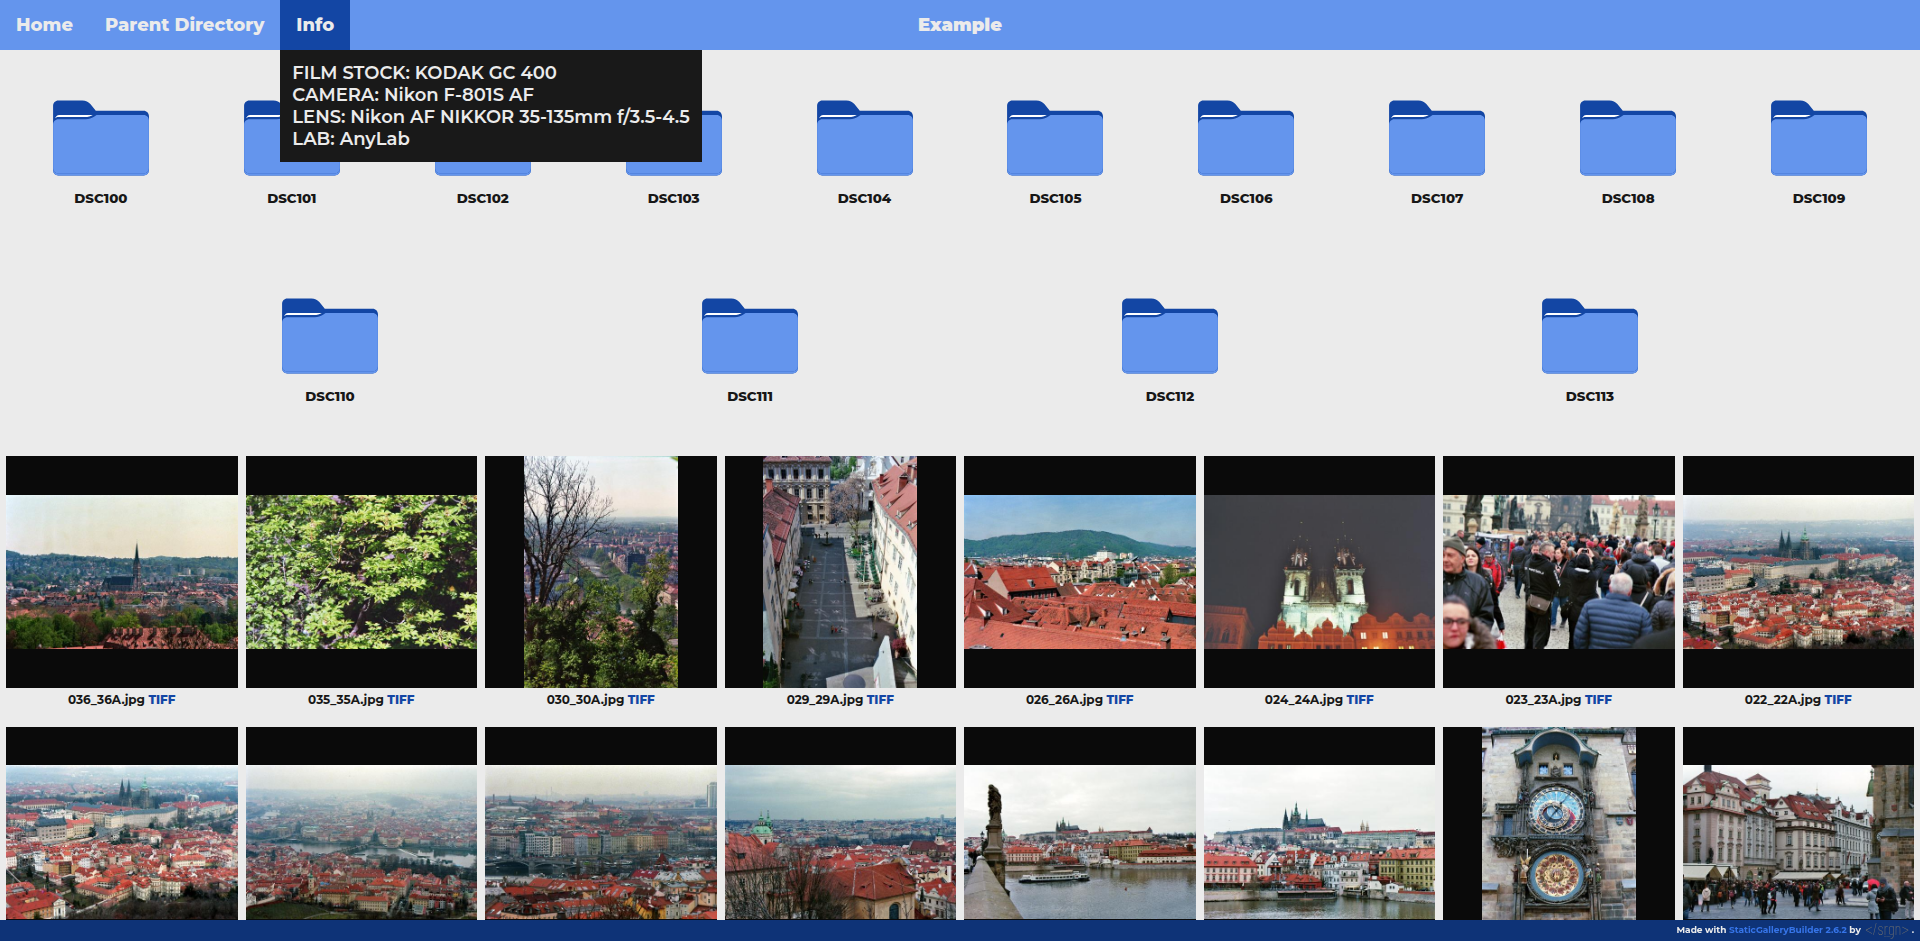 Home Parent Directory Info Example
FILM STOCK: KODAK GC 400
CAMERA: Nikon F-801S AF
LENS: Nikon AF NIKKOR 35-135mm f/3.5-4.5
LAB: AnyLab
DSC100 DSC101 DSC102 DSC103 DSC104 DSC105 DSC106 DSC107 DSC108 DSC109
DSC110 DSC111 DSC112 DSC113
036_36A.jpg TIFF 035_35A.jpg TIFF 030_30A.jpg TIFF 029_29A.jpg TIFF 026_26A.jpg TIFF 024_24A.jpg TIFF 023_23A.jpg TIFF 022_22A.jpg TIFF
Made with StaticGalleryBuilder 2.6.2 by </srgn> .